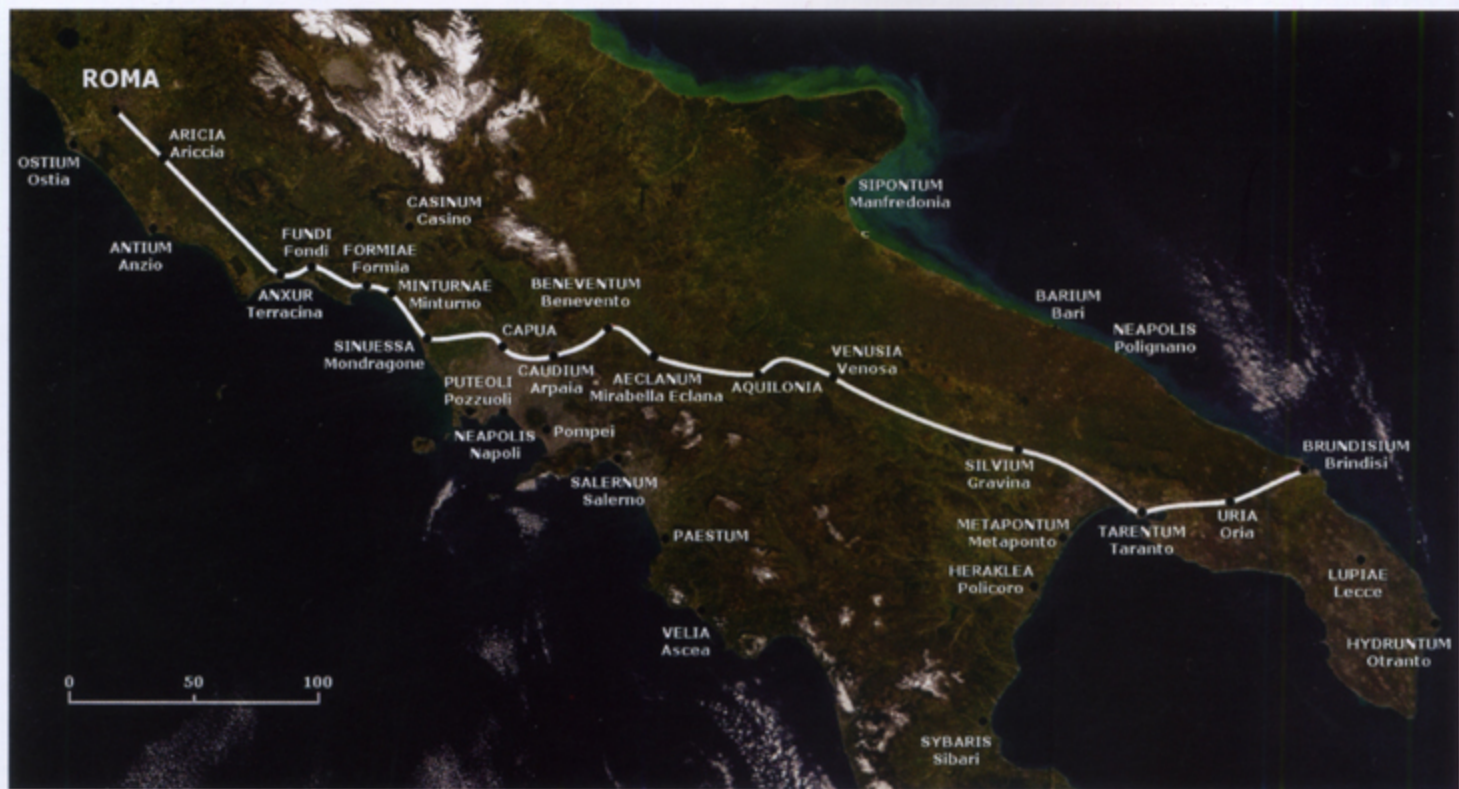 ROMA
ARICIA
Ariccia
OSTIUM
Ostia
CASINUM
Casino
SIPONTUM
Manfredonia
ANTIUM
Anzio
FUNDI
Fondi
FORMIAE
Formia
ANXUR
Terracina
MINTURNAE
Minturno
BENEVENTUM
Benevento
BARIUM
Bari
NEAPOLIS
Polignano
SINUESSA
Mondragone
CAPUA
CAUDIUM
Arpaia
AECLANUM
Mirabella Eclana
AQUILONIA
VENUSIA
Venosa
PUTEOLI
Pozzuoli
NEAPOLIS
Napoli
Pompei
SALERNUM
Salerno
SILVIUM
Gravina
BRUNDISIUM
Brindisi
METAPONTUM
Metaponto
TARENTUM
Taranto
URIA
Oria
PAESTUM
HERAKLEA
Policoro
LUPIAE
Lecce
VELIA
Ascea
HYDRUNTUM
Otranto
0 50 100
SYBARIS
Sibari